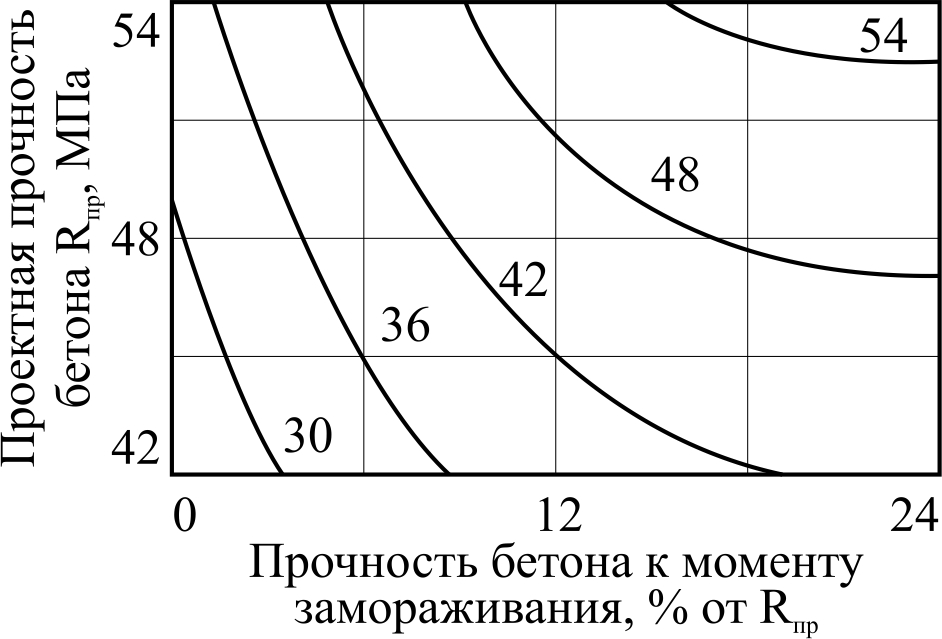 Проектная прочность
бетона Rпр, МПа
54
48
42
54
48
42
36
30
0
12
24
Прочность бетона к моменту
замораживания, % от Rпр